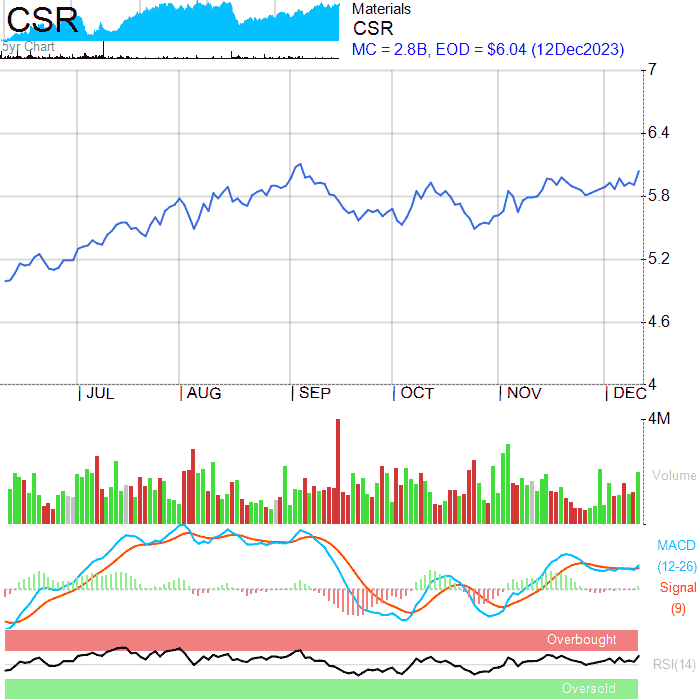 CSR
5yr Chart
Materials
CSR
MC = 2.8B, EOD = $6.04 (12Dec2023)
7
6.4
5.8
5.2
4.6
4
JUL AUG SEP OCT NOV DEC
4M
Volume
MACD
(12-26)
Signal
(9)
Overbought
RSI(14)
Oversold